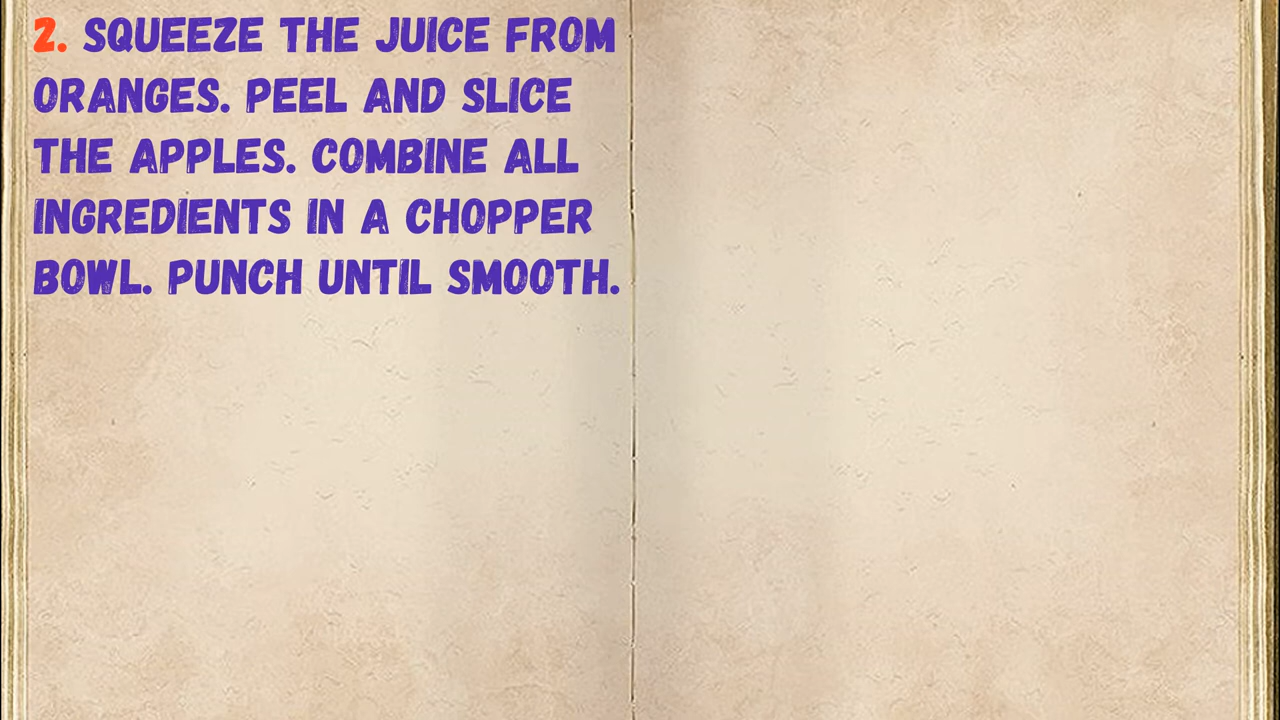 2. SQUEEZE THE JUICE FROM
ORANGES. PEEL AND SLICE
THE APPLES. COMBINE ALL
INGREDIENTS IN A CHOPPER
BOWL. PUNCH UNTIL SMOOTH.